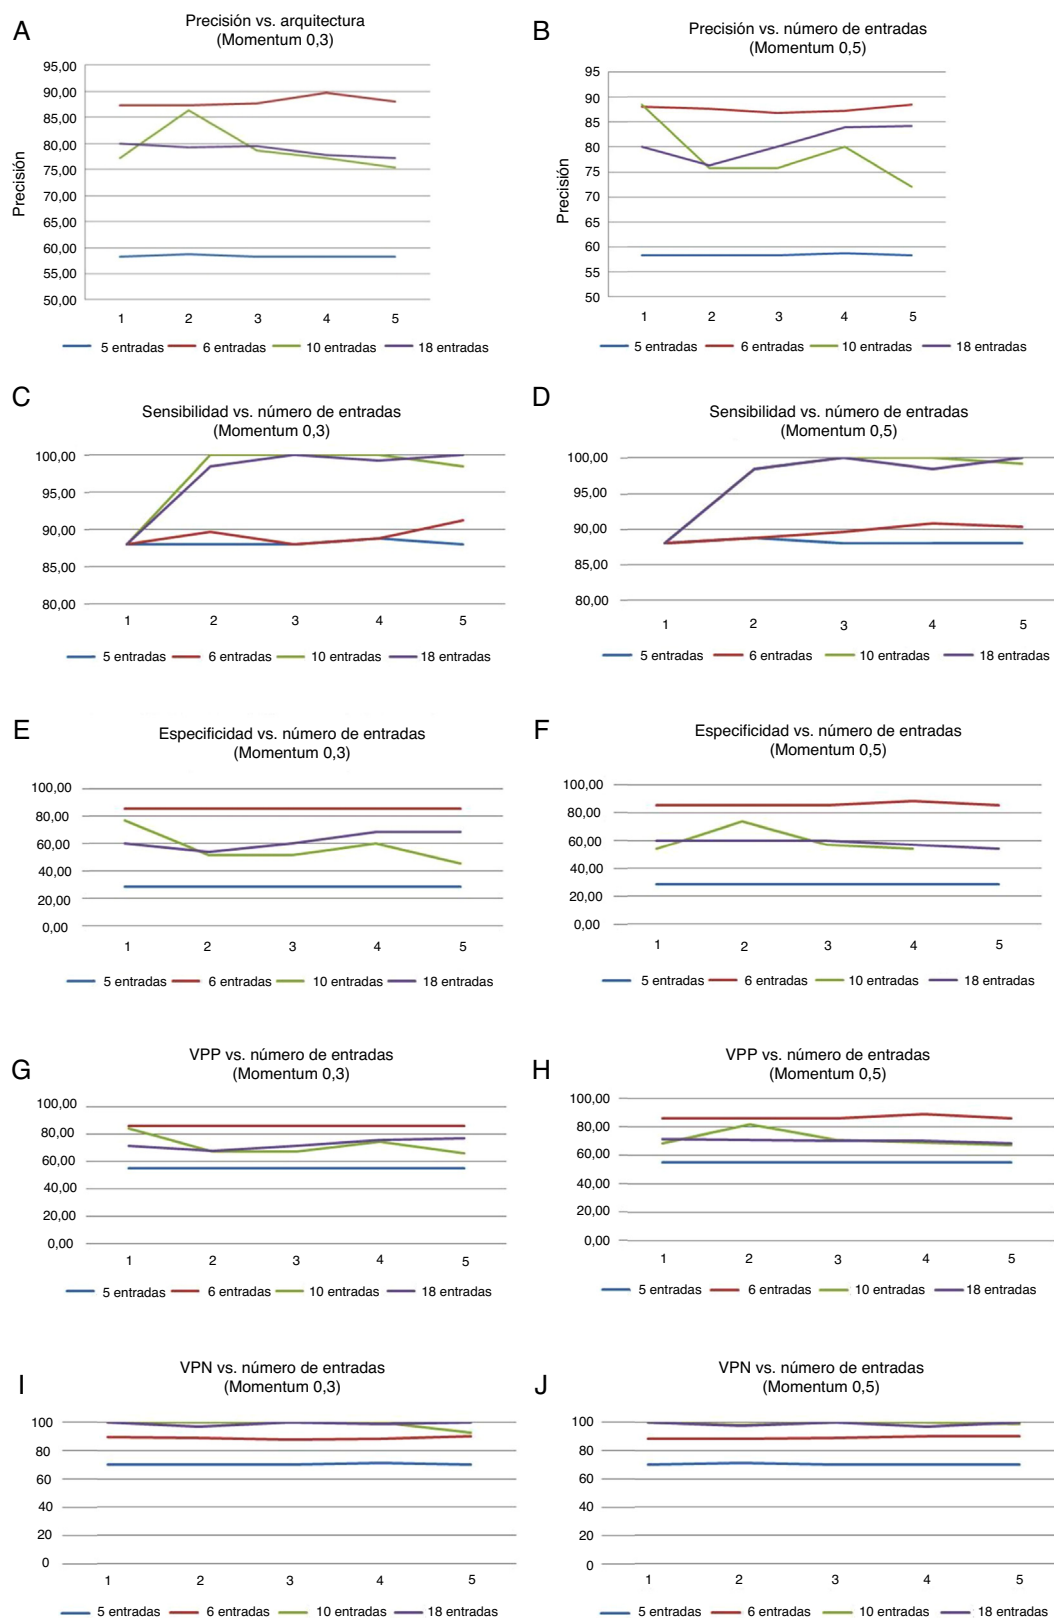 A
Precisión vs. arquitectura
(Momentum 0,3)
95,00
90,00
85,00
80,00
75,00
70,00
65,00
60,00
55,00
50,00
Precisión
1 2 3 4 5
5 entradas 6 entradas 10 entradas 18 entradas
B
Precisión vs. número de entradas
(Momentum 0,5)
95
90
85
80
75
70
65
60
55
50
Precisión
1 2 3 4 5
5 entradas 6 entradas 10 entradas 18 entradas
C
Sensibilidad vs. número de entradas
(Momentum 0,3)
100,00
95,00
90,00
85,00
80,00
1 2 3 4 5
5 entradas 6 entradas 10 entradas 18 entradas
D
Sensibilidad vs. número de entradas
(Momentum 0,5)
100,00
95,00
90,00
85,00
80,00
1 2 3 4 5
5 entradas 6 entradas 10 entradas 18 entradas
E
Especificidad vs. número de entradas
(Momentum 0,3)
100,00
80,00
60,00
40,00
20,00
0,00
1 2 3 4 5
5 entradas 6 entradas 10 entradas 18 entradas
F
Especificidad vs. número de entradas
(Momentum 0,5)
100,00
80,00
60,00
40,00
20,00
0,00
1 2 3 4 5
5 entradas 6 entradas 10 entradas 18 entradas
G
VPP vs. número de entradas
(Momentum 0,3)
100,00
80,00
60,00
40,00
20,00
0,00
1 2 3 4 5
5 entradas 6 entradas 10 entradas 18 entradas
H
VPP vs. número de entradas
(Momentum 0,5)
100,00
80,00
60,00
40,00
20,00
0,00
1 2 3 4 5
5 entradas 6 entradas 10 entradas 18 entradas
I
VPN vs. número de entradas
(Momentum 0,3)
100
80
60
40
20
0
1 2 3 4 5
5 entradas 6 entradas 10 entradas 18 entradas
J
VPN vs. número de entradas
(Momentum 0,5)
100
80
60
40
20
0
1 2 3 4 5
5 entradas 6 entradas 10 entradas 18 entradas